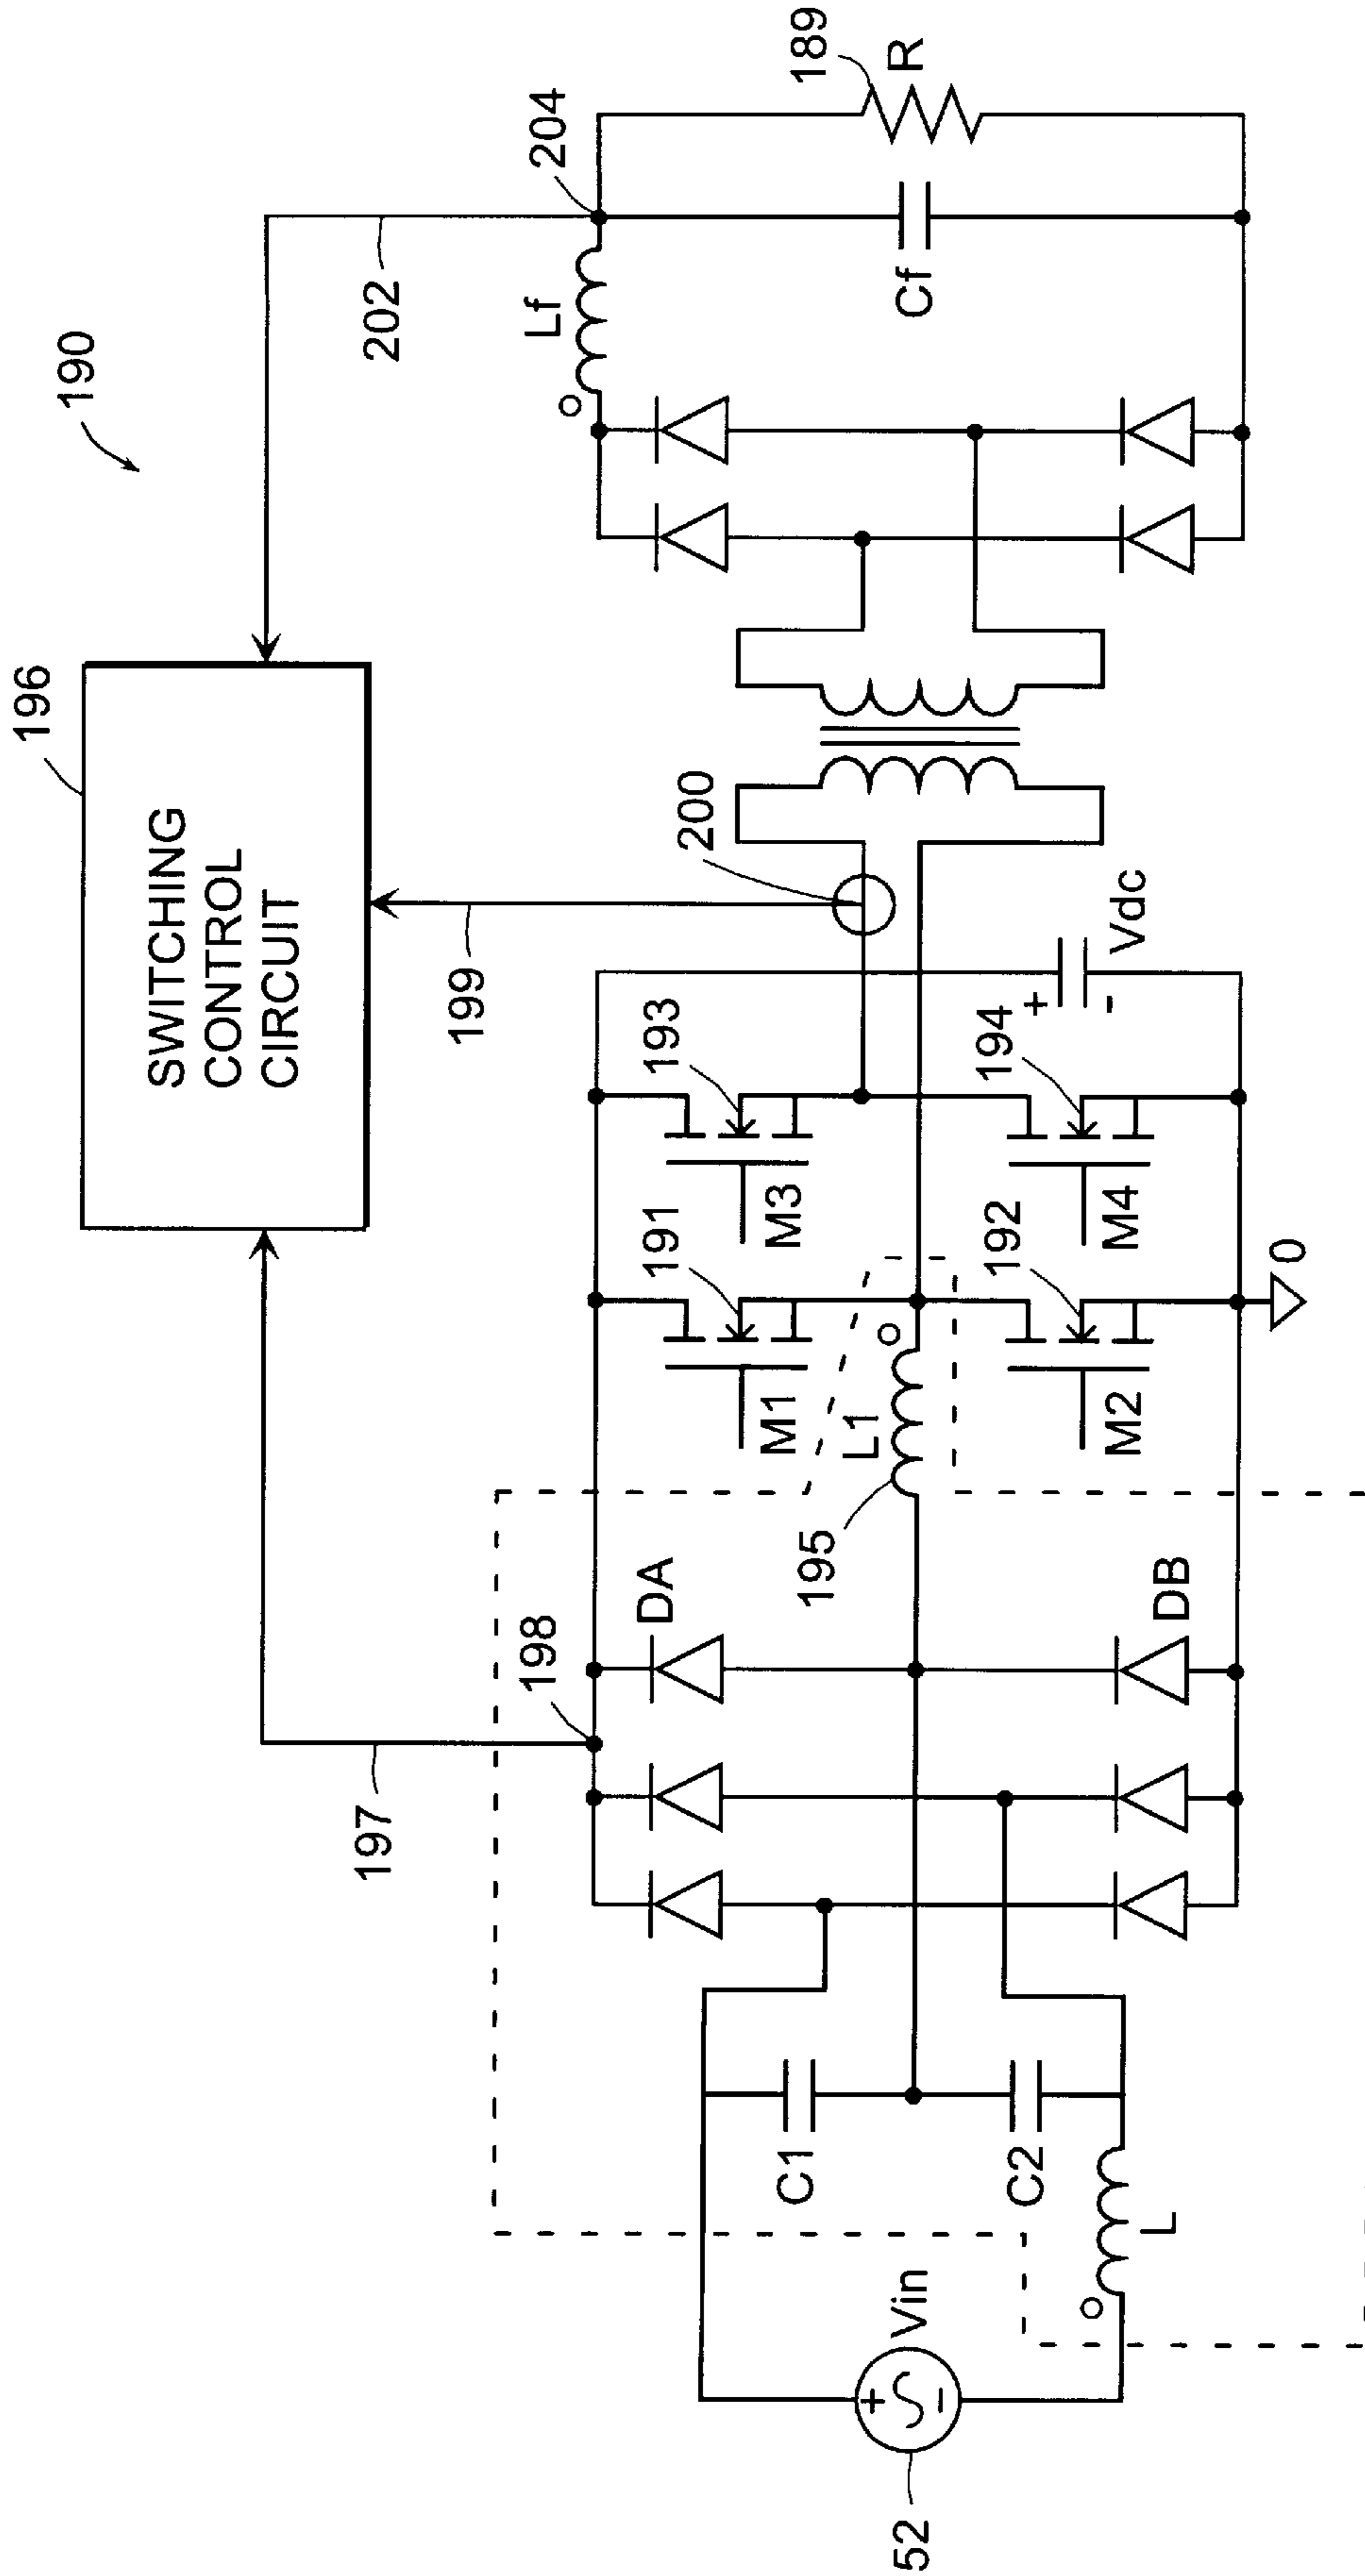 190
196
SWITCHING
CONTROL
CIRCUIT
197
199
202
198
200
204
DA
191
193
Lf
M1
M3
189
R
L1
195
Cf
52
Vin
+
-
C1
C2
L
DB
192
194
M2
M4
+
-
Vdc
0